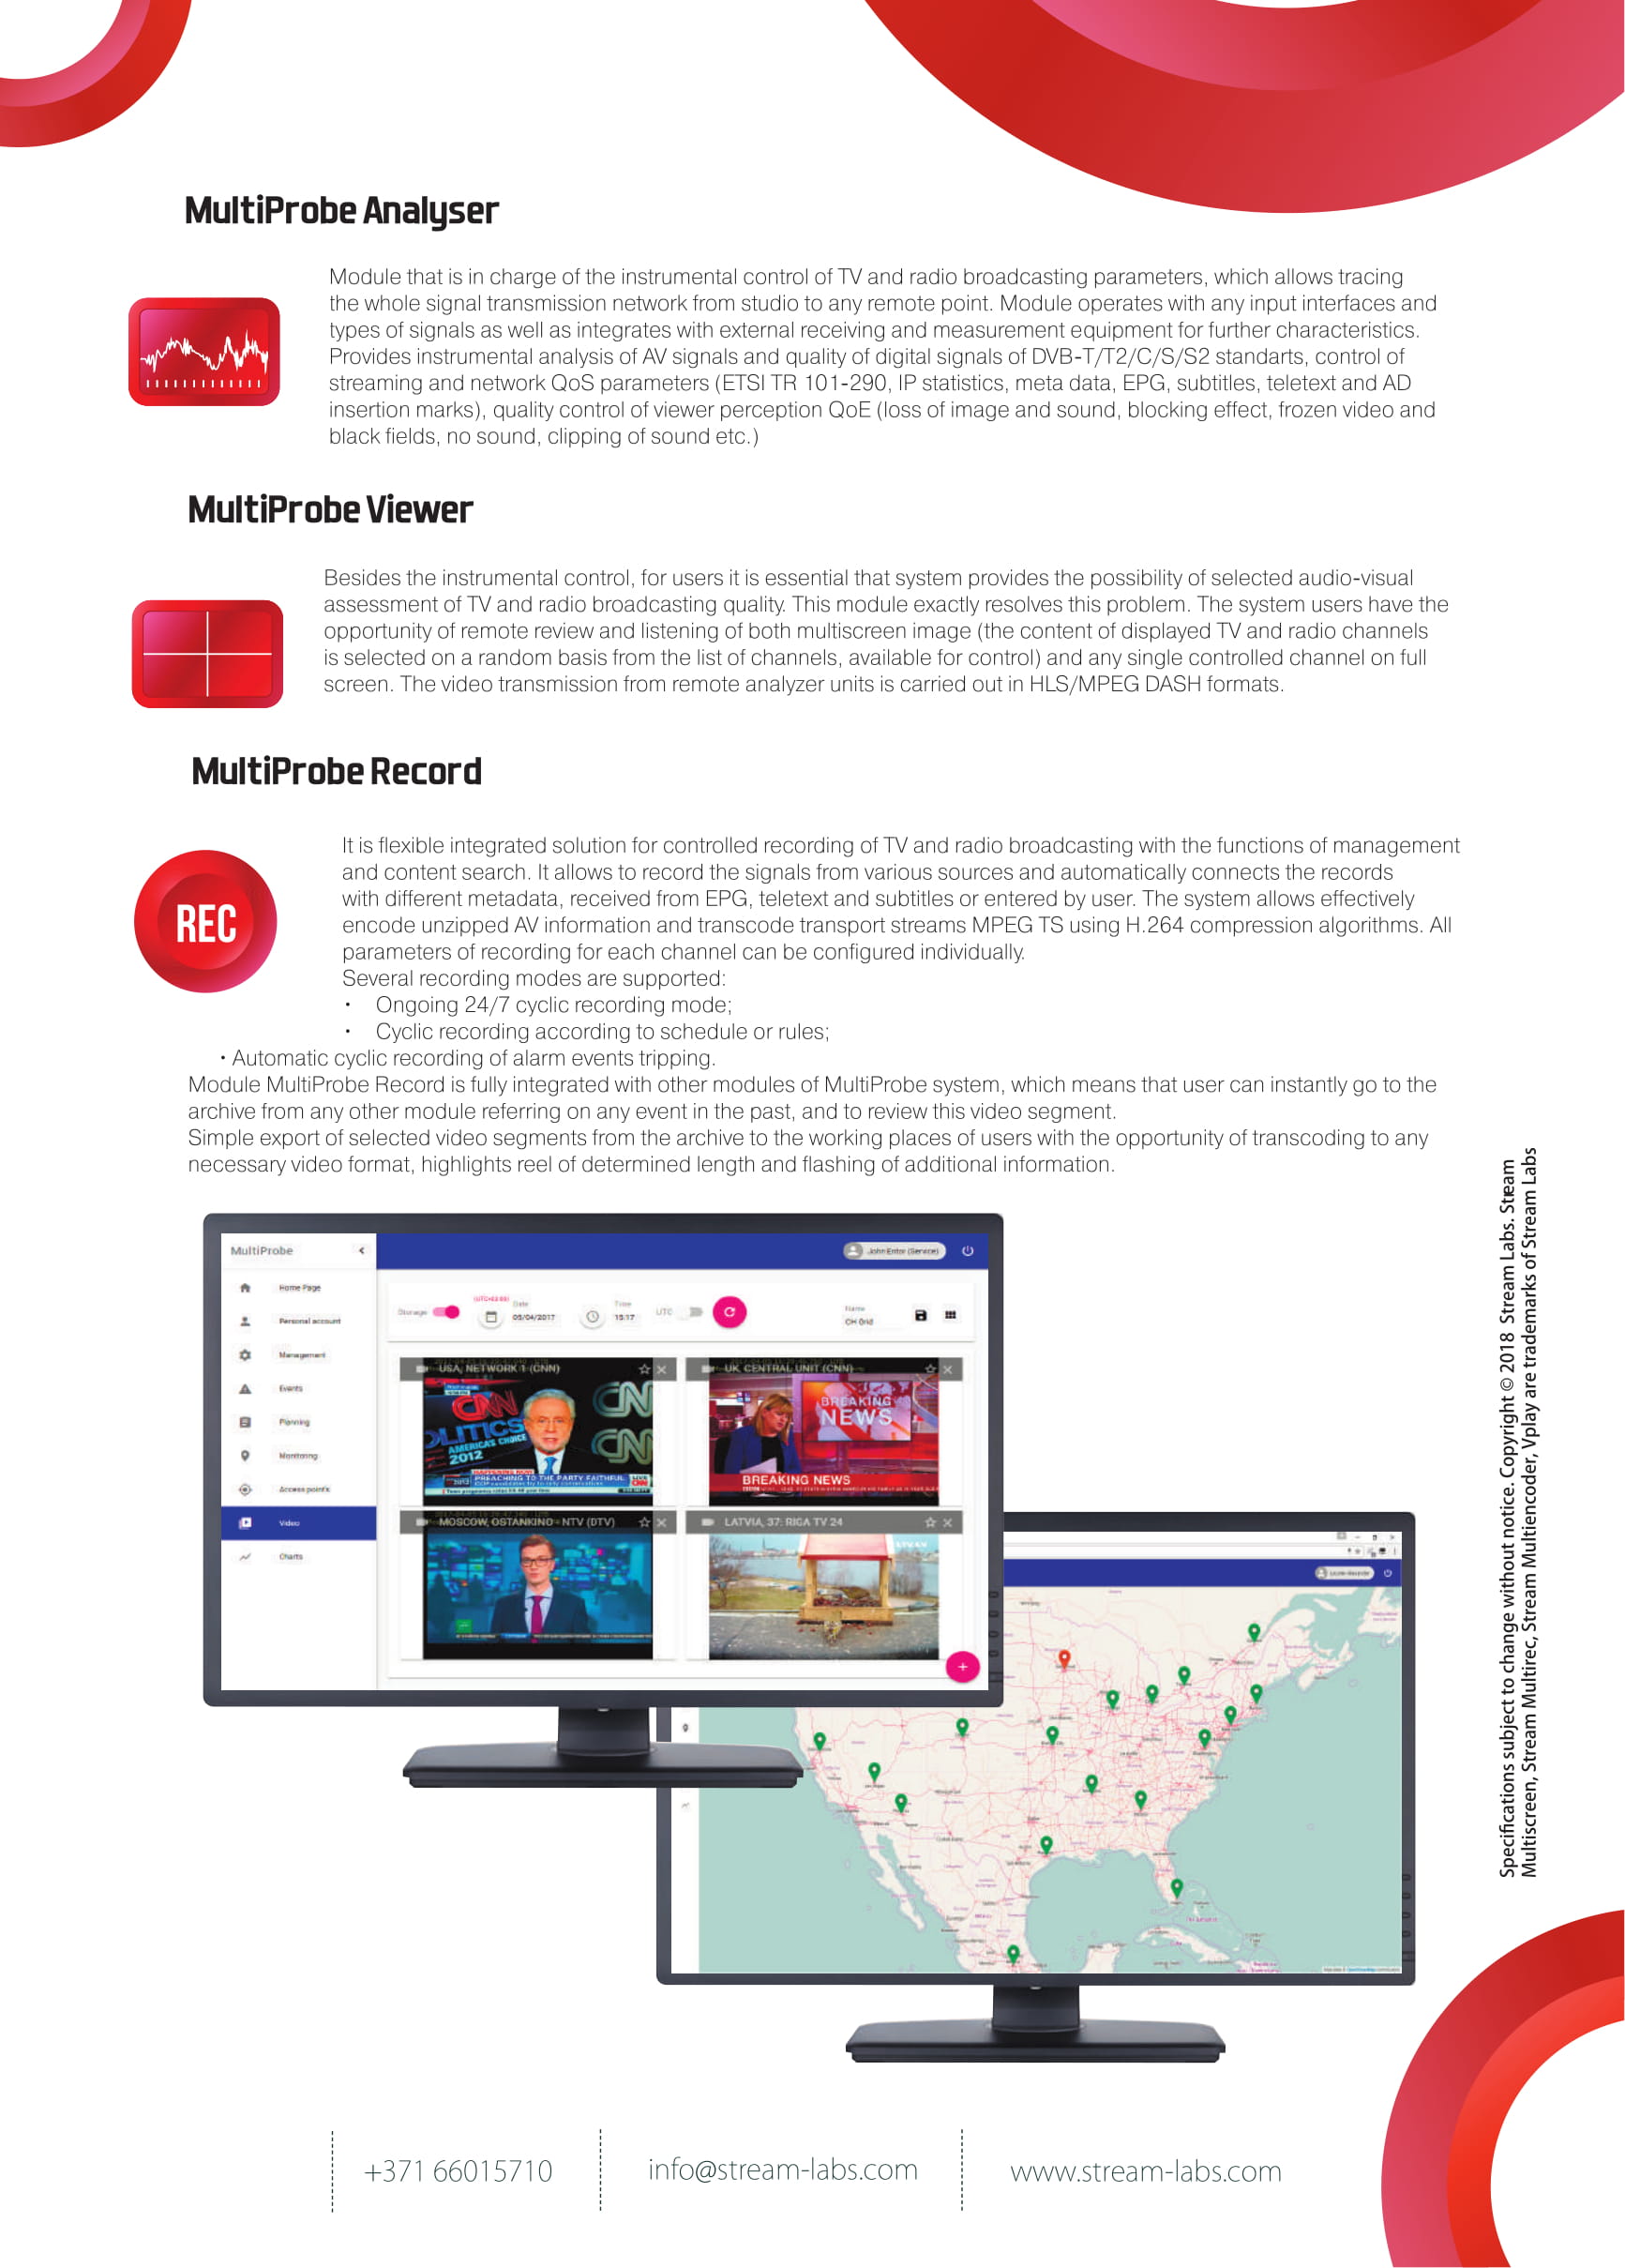 MultiProbe Analyser
Module that is in charge of the instrumental control of TV and radio broadcasting parameters, which allows tracing
the whole signal transmission network from studio to any remote point. Module operates with any input interfaces and
types of signals as well as integrates with external receiving and measurement equipment for further characteristics.
Provides instrumental analysis of AV signals and quality of digital signals of DVB-T/T2/C/S/S2 standarts, control of
streaming and network QoS parameters (ETSI TR 101-290, IP statistics, meta data, EPG, subtitles, teletext and AD
insertion marks), quality control of viewer perception QoE (loss of image and sound, blocking effect, frozen video and
black fields, no sound, clipping of sound etc.)
MultiProbe Viewer
Besides the instrumental control, for users it is essential that system provides the possibility of selected audio-visual
assessment of TV and radio broadcasting quality. This module exactly resolves this problem. The system users have the
opportunity of remote review and listening of both multiscreen image (the content of displayed TV and radio channels
is selected on a random basis from the list of channels, available for control) and any single controlled channel on full
screen. The video transmission from remote analyzer units is carried out in HLS/MPEG DASH formats.
MultiProbe Record
REC
It is flexible integrated solution for controlled recording of TV and radio broadcasting with the functions of management
and content search. It allows to record the signals from various sources and automatically connects the records
with different metadata, received from EPG, teletext and subtitles or entered by user. The system allows effectively
encode unzipped AV information and transcode transport streams MPEG TS using H.264 compression algorithms. All
parameters of recording for each channel can be configured individually.
Several recording modes are supported:
• Ongoing 24/7 cyclic recording mode;
• Cyclic recording according to schedule or rules;
• Automatic cyclic recording of alarm events tripping.
Module MultiProbe Record is fully integrated with other modules of MultiProbe system, which means that user can instantly go to the
archive from any other module referring on any event in the past, and to review this video segment.
Simple export of selected video segments from the archive to the working places of users with the opportunity of transcoding to any
necessary video format, highlights reel of determined length and flashing of additional information.
MultiProbe
John Enter (Service)
Home Page
Personal account
Management
Events
Planning
Monitoring
Access points
Video
Charts
Storage
Date
05/04/2017
Time
15:17
UTC
Name
CH Grid
USA, NETWORK 1 (CNN)
CNN
POLITICS
AMERICA'S CHOICE
2012
PREACHING TO THE PARTY FAITHFUL
LIVE
CNN
UK, CENTRAL UNIT (CNN)
BREAKING
NEWS
BREAKING NEWS
MOSCOW, OSTANKINO - NTV (DTV)
LATVIA, 37: RIGA TV 24
Specifications subject to change without notice. Copyright © 2018 Stream Labs. Stream
Multiscreen, Stream Multirec, Stream Multiencoder, Vplay are trademarks of Stream Labs
+371 66015710
info@stream-labs.com
www.stream-labs.com